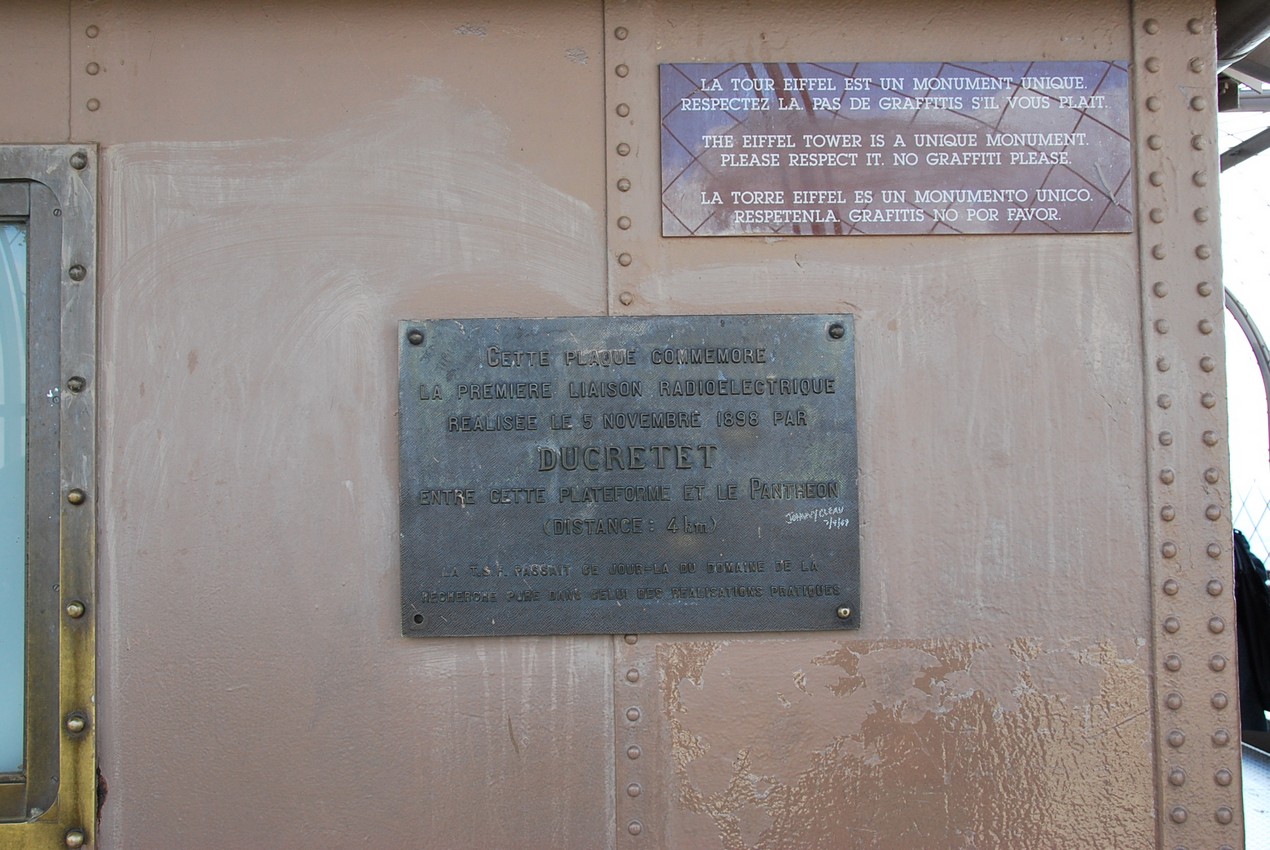 LA TOUR EIFFEL EST UN MONUMENT UNIQUE.
RESPECTEZ LA. PAS DE GRAFFITIS S'IL VOUS PLAIT.
THE EIFFEL TOWER IS A UNIQUE MONUMENT.
PLEASE RESPECT IT. NO GRAFFITI PLEASE.
LA TORRE EIFFEL ES UN MONUMENTO UNICO.
RESPETENLA. GRAFITIS NO POR FAVOR.
CETTE PLAQUE COMMEMORE
LA PREMIERE LIAISON RADIOELECTRIQUE
REALISEE LE 5 NOVEMBRE 1898 PAR
DUCRETET
ENTRE CETTE PLATEFORME ET LE PANTHEON
(DISTANCE : 4 km)
LA T.S.F. PASSAIT CE JOUR-LA DU DOMAINE DE LA
RECHERCHE PURE DANS CELUI DES REALISATIONS PRATIQUES